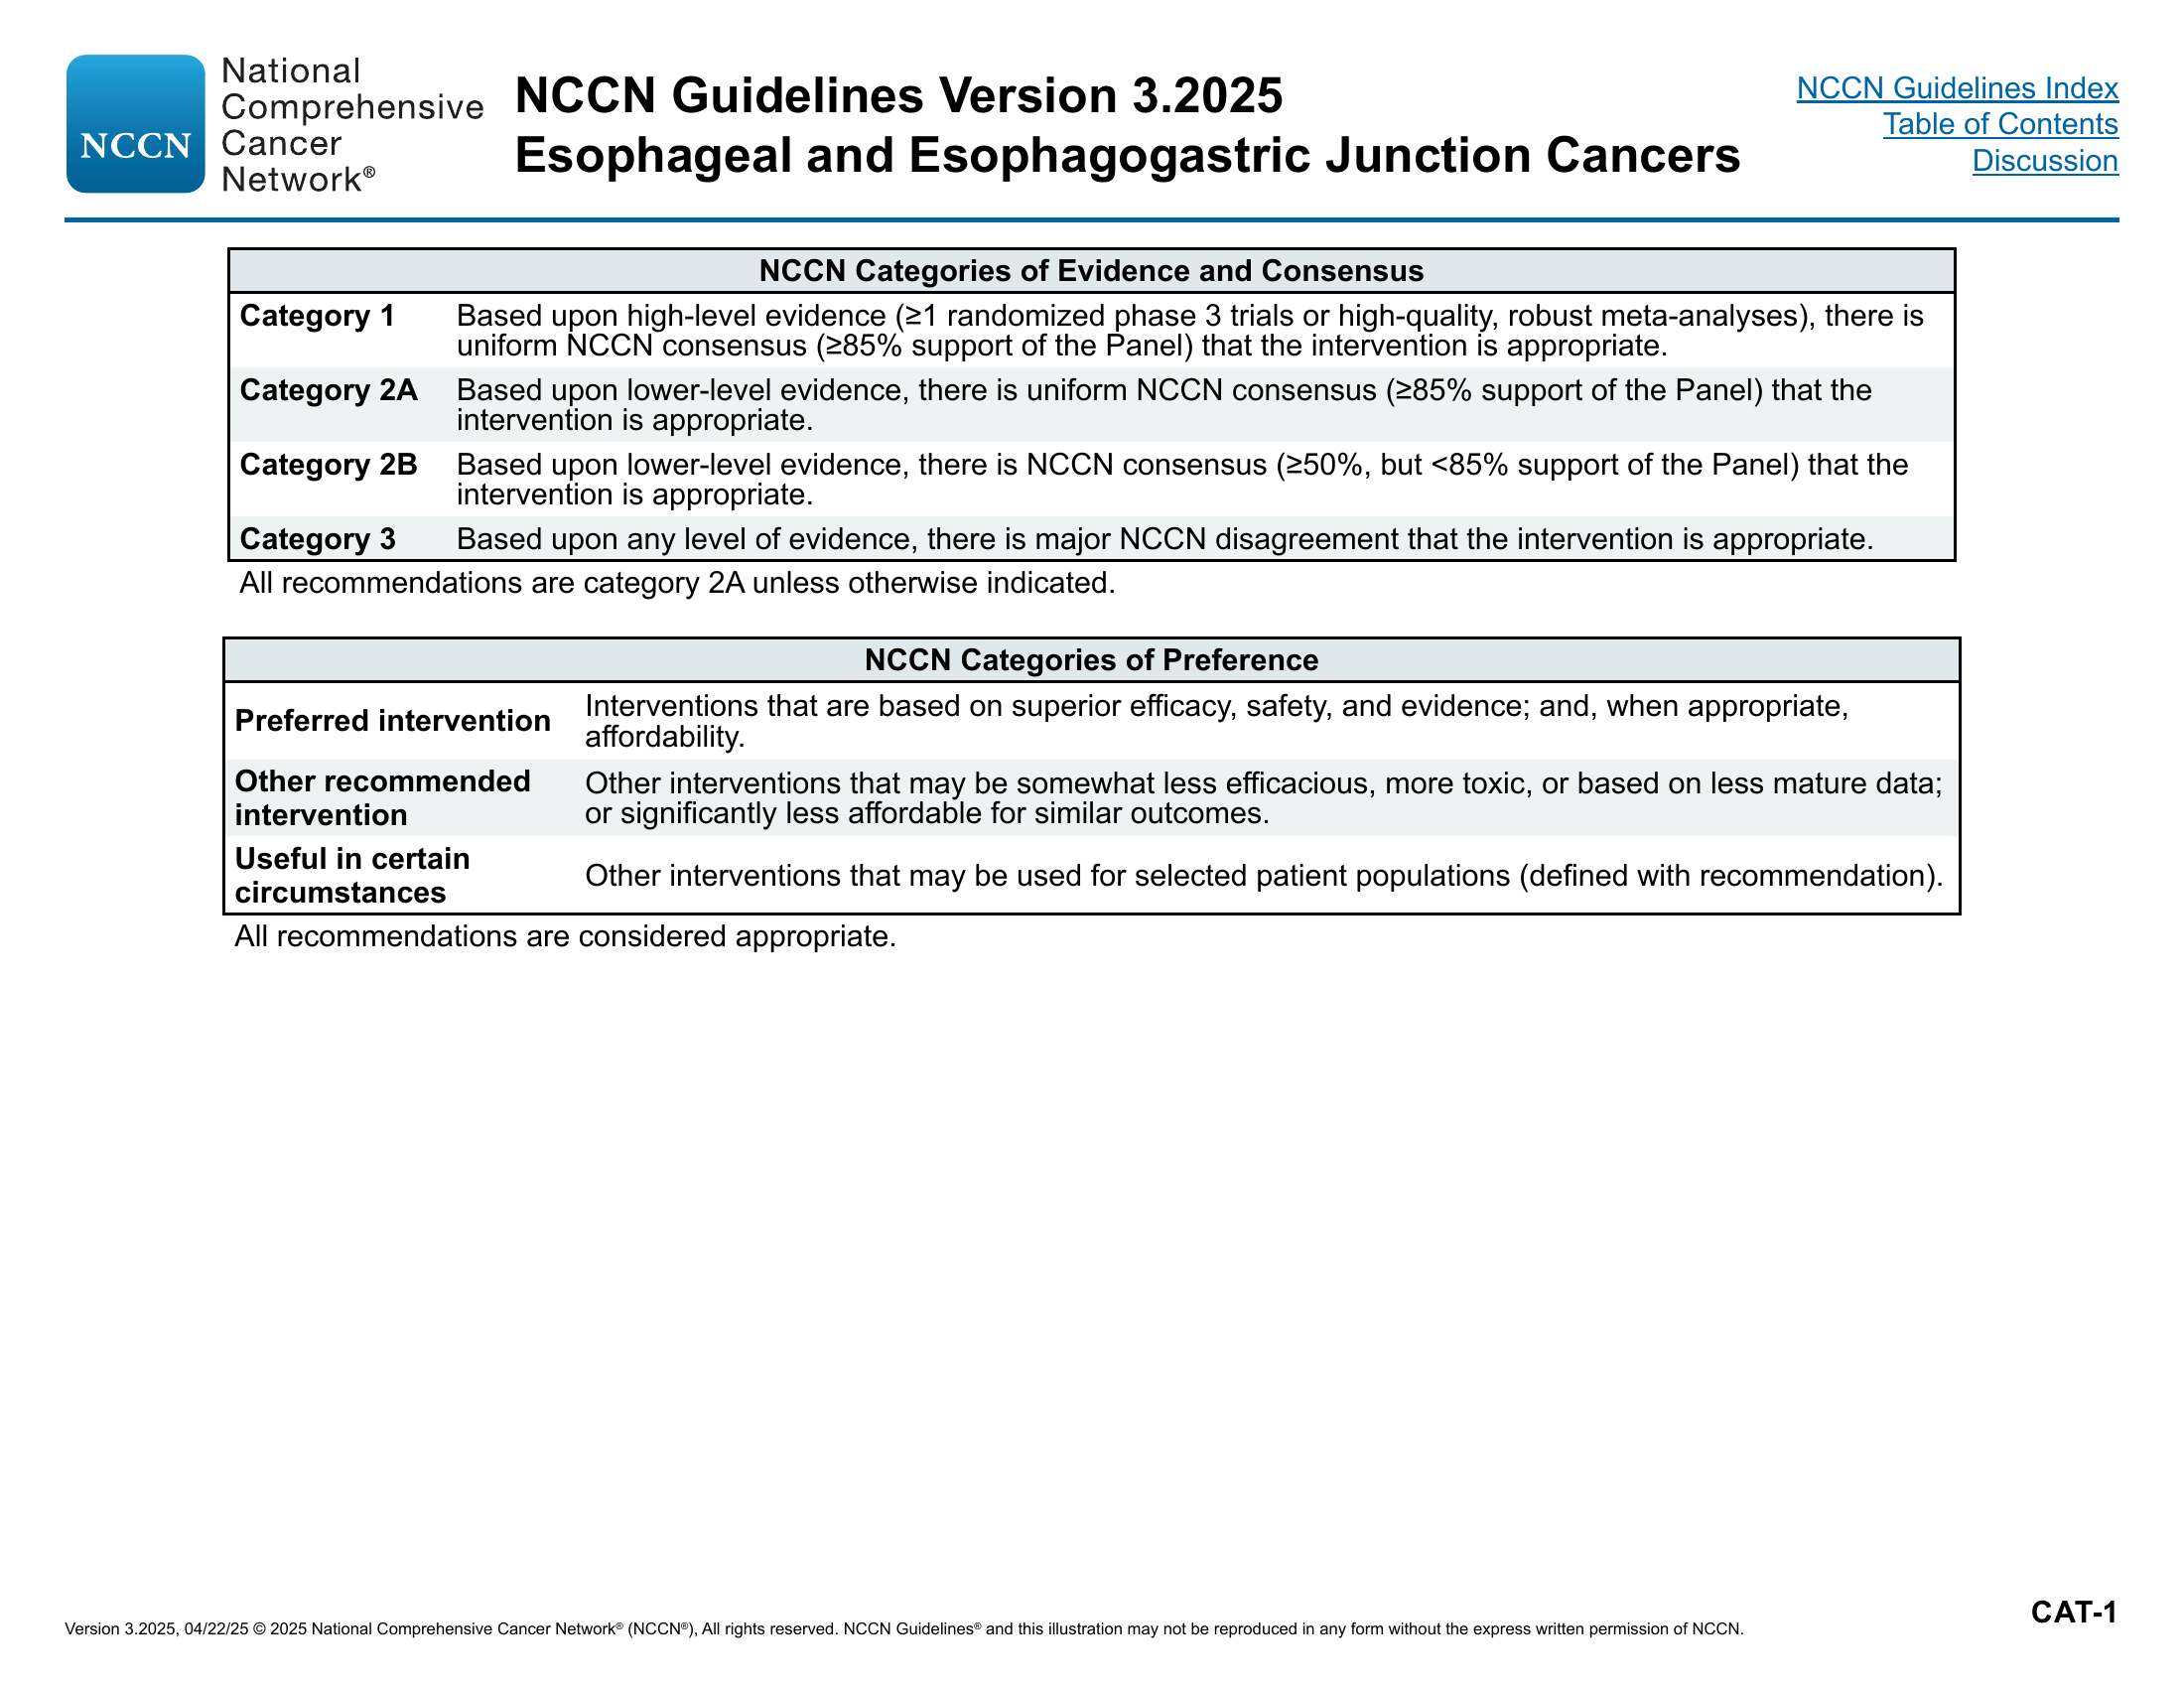 NCCN
National
Comprehensive
Cancer
Network®
NCCN Guidelines Version 3.2025
Esophageal and Esophagogastric Junction Cancers
NCCN Guidelines Index
Table of Contents
Discussion
NCCN Categories of Evidence and Consensus
Category 1 Based upon high-level evidence (≥1 randomized phase 3 trials or high-quality, robust meta-analyses), there is
uniform NCCN consensus (≥85% support of the Panel) that the intervention is appropriate.
Category 2A Based upon lower-level evidence, there is uniform NCCN consensus (≥85% support of the Panel) that the
intervention is appropriate.
Category 2B Based upon lower-level evidence, there is NCCN consensus (≥50%, but <85% support of the Panel) that the
intervention is appropriate.
Category 3 Based upon any level of evidence, there is major NCCN disagreement that the intervention is appropriate.
All recommendations are category 2A unless otherwise indicated.
NCCN Categories of Preference
Preferred intervention
Interventions that are based on superior efficacy, safety, and evidence; and, when appropriate,
affordability.
Other recommended
intervention
Other interventions that may be somewhat less efficacious, more toxic, or based on less mature data;
or significantly less affordable for similar outcomes.
Useful in certain
circumstances
Other interventions that may be used for selected patient populations (defined with recommendation).
All recommendations are considered appropriate.
CAT-1
Version 3.2025, 04/22/25 © 2025 National Comprehensive Cancer Network® (NCCN®), All rights reserved. NCCN Guidelines® and this illustration may not be reproduced in any form without the express written permission of NCCN.